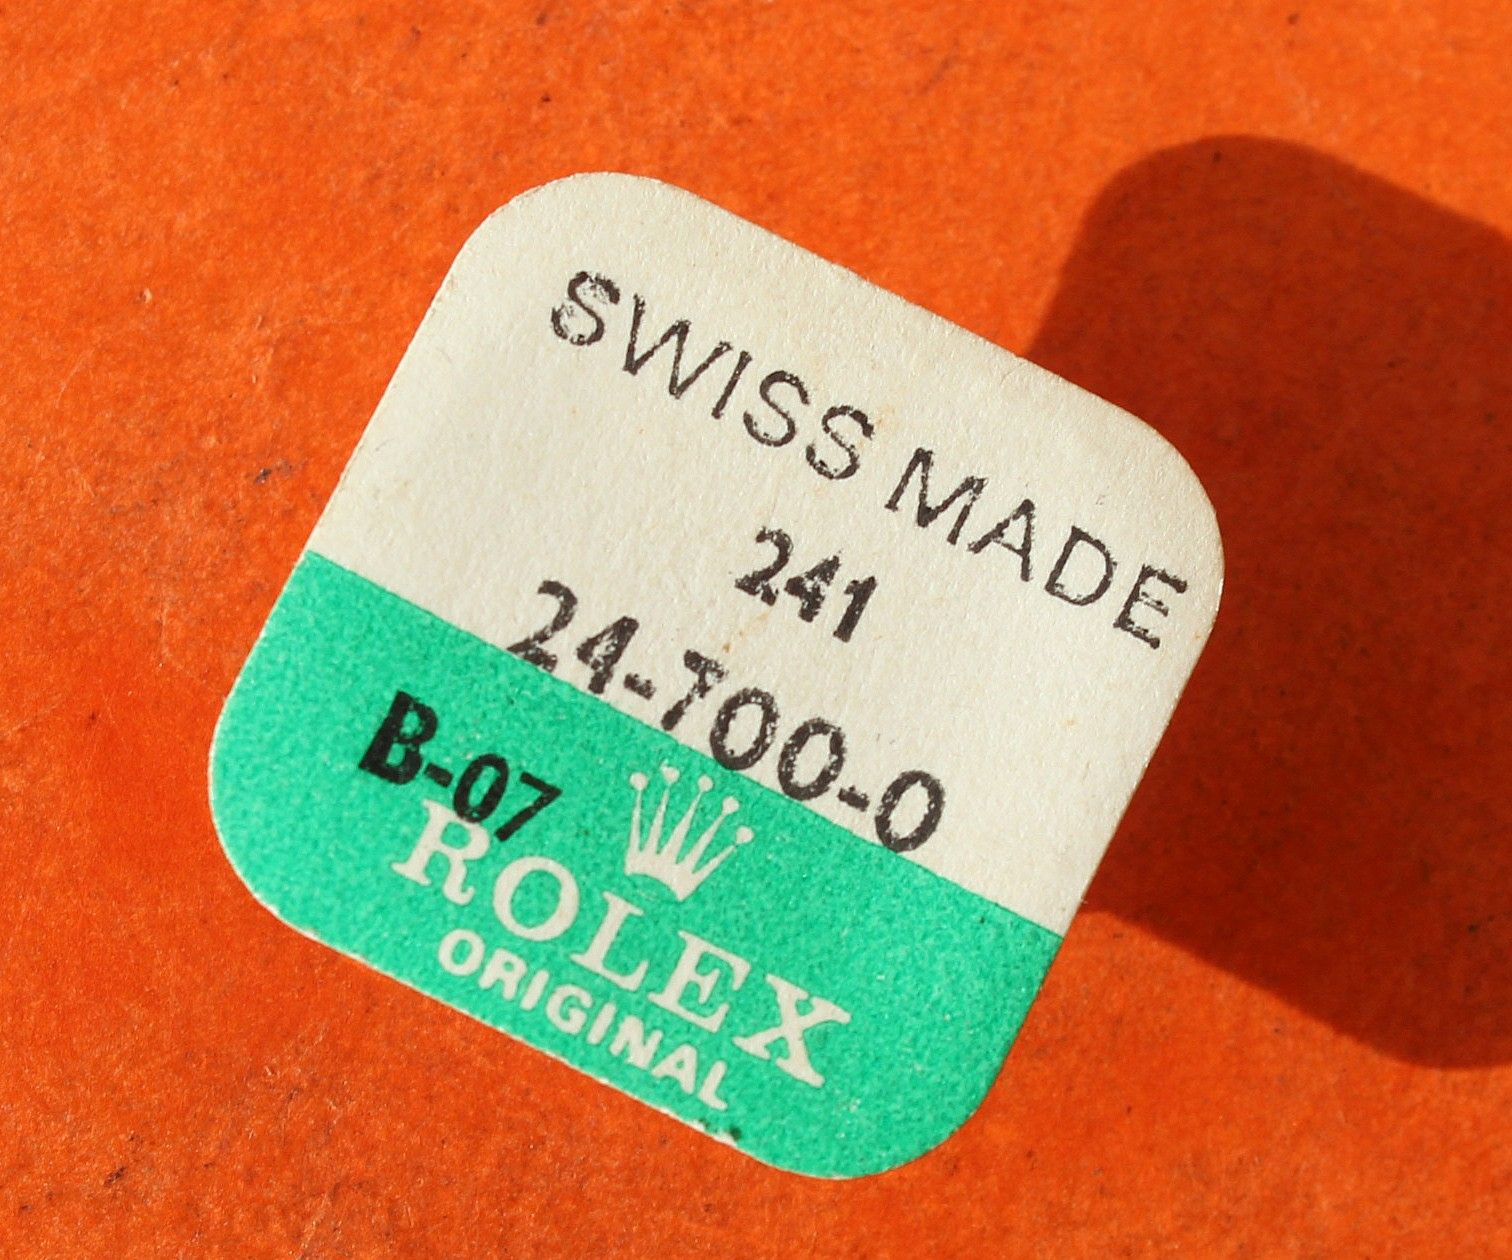 SWISS MADE
241
24-700-0
B-07
ROLEX
ORIGINAL